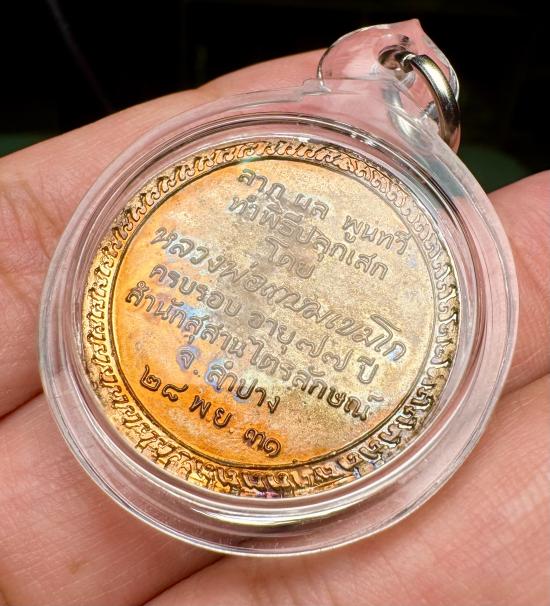 ลาภ ผล พูนทวี
ทำพิธีปลุกเสก
โดย
หลวงพ่อเกษมเขมโก
ครบรอบ อายุ ๗๗ ปี
สำนักสุสานไตรลักษณ์
จ. ลำปาง
๒๘ พย ๓๑